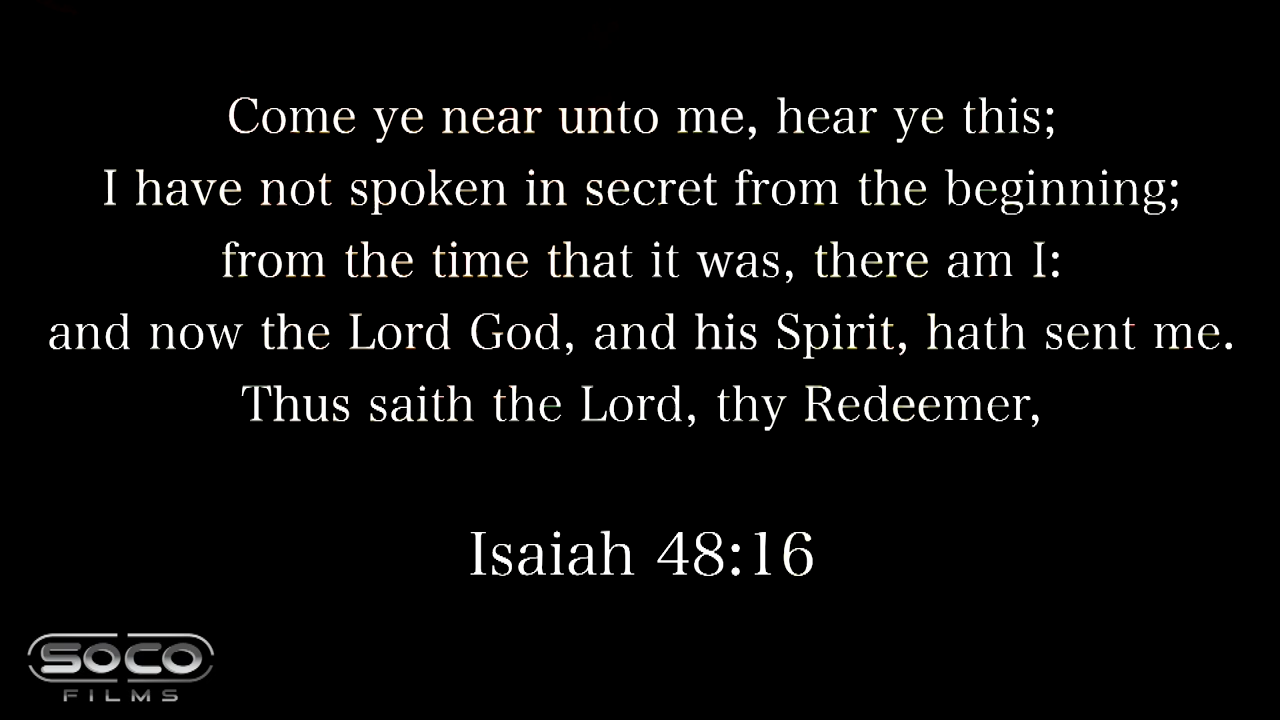 Come ye near unto me, hear ye this;
I have not spoken in secret from the beginning;
from the time that it was, there am I:
and now the Lord God, and his Spirit, hath sent me.
Thus saith the Lord, thy Redeemer,
Isaiah 48:16
SOCO
FILMS